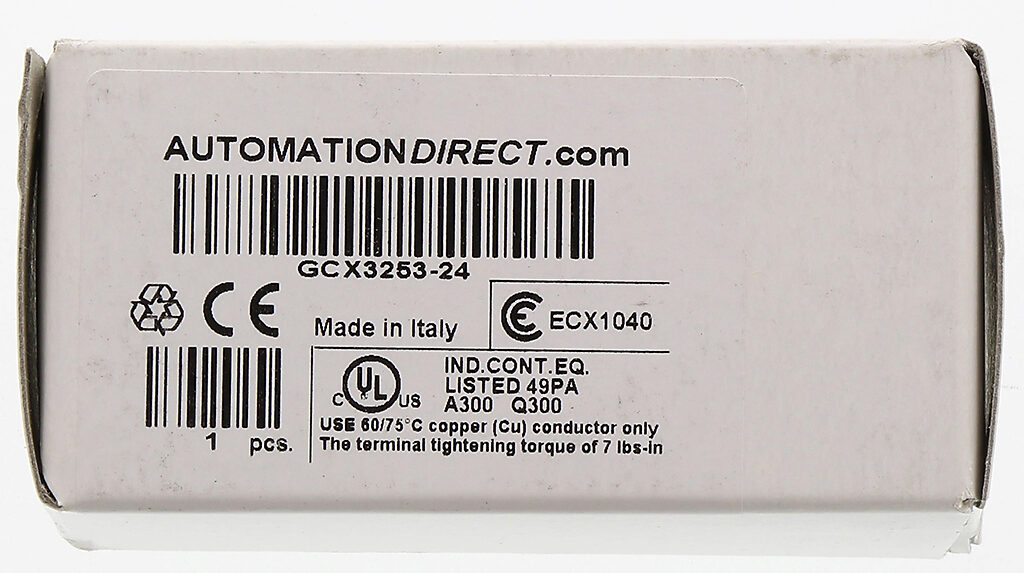 AUTOMATIONDIRECT.com
GCX3253-24
CE
Made in Italy
ECX1040
C UL US
IND.CONT.EQ.
LISTED 49PA
A300 Q300
USE 60/75°C copper (Cu) conductor only
The terminal tightening torque of 7 lbs-in
1 pcs.